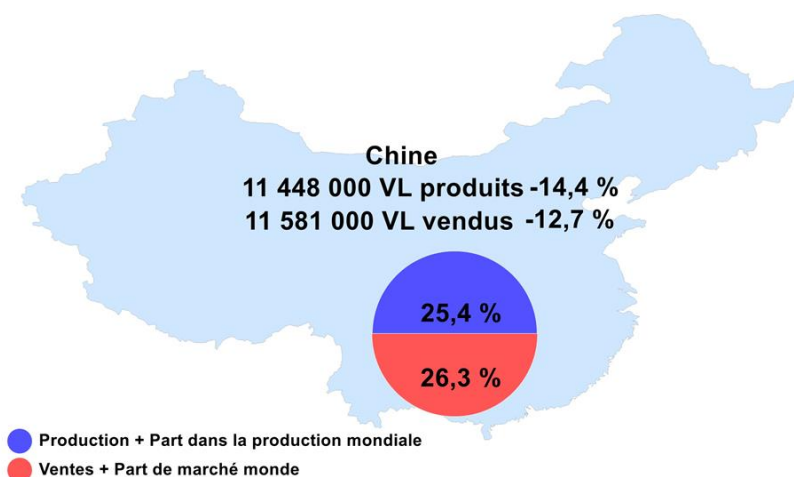 Chine
11 448 000 VL produits -14,4 %
11 581 000 VL vendus -12,7 %
25,4 %
26,3 %
Production + Part dans la production mondiale
Ventes + Part de marché monde